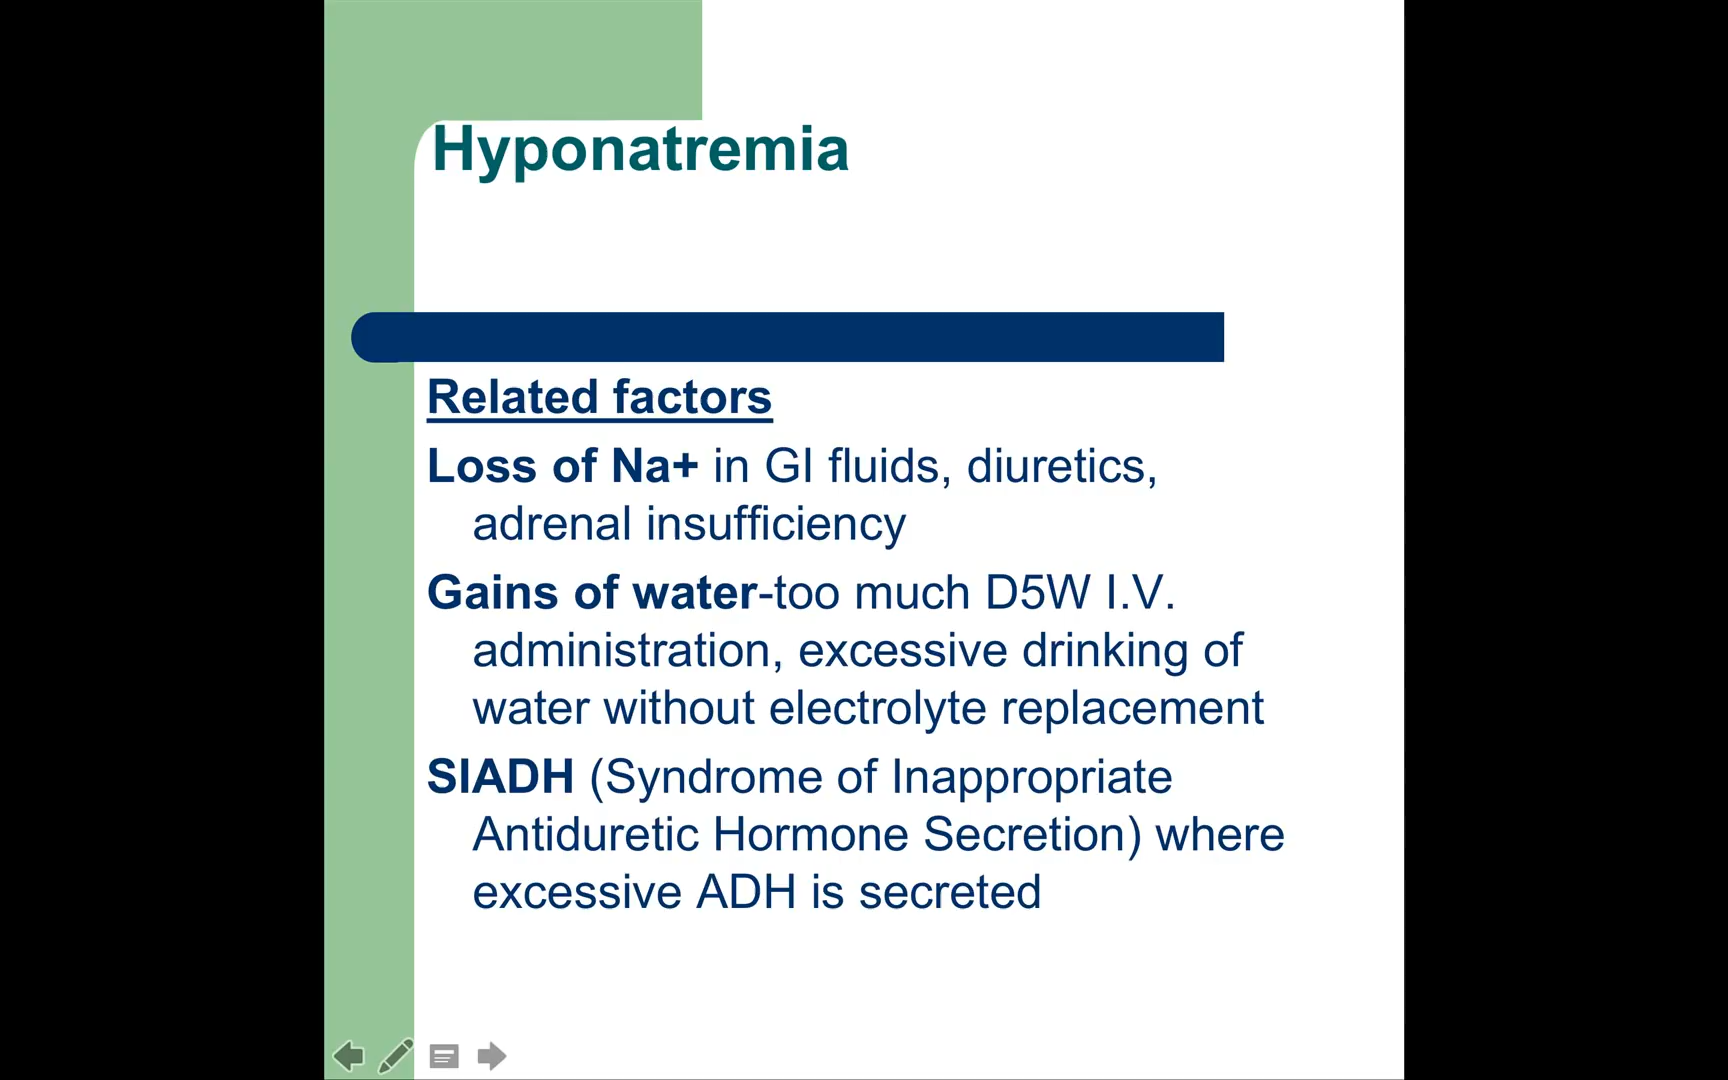 Hyponatremia
Related factors
Loss of Na+ in GI fluids, diuretics,
adrenal insufficiency
Gains of water-too much D5W I.V.
administration, excessive drinking of
water without electrolyte replacement
SIADH (Syndrome of Inappropriate
Antiduretic Hormone Secretion) where
excessive ADH is secreted